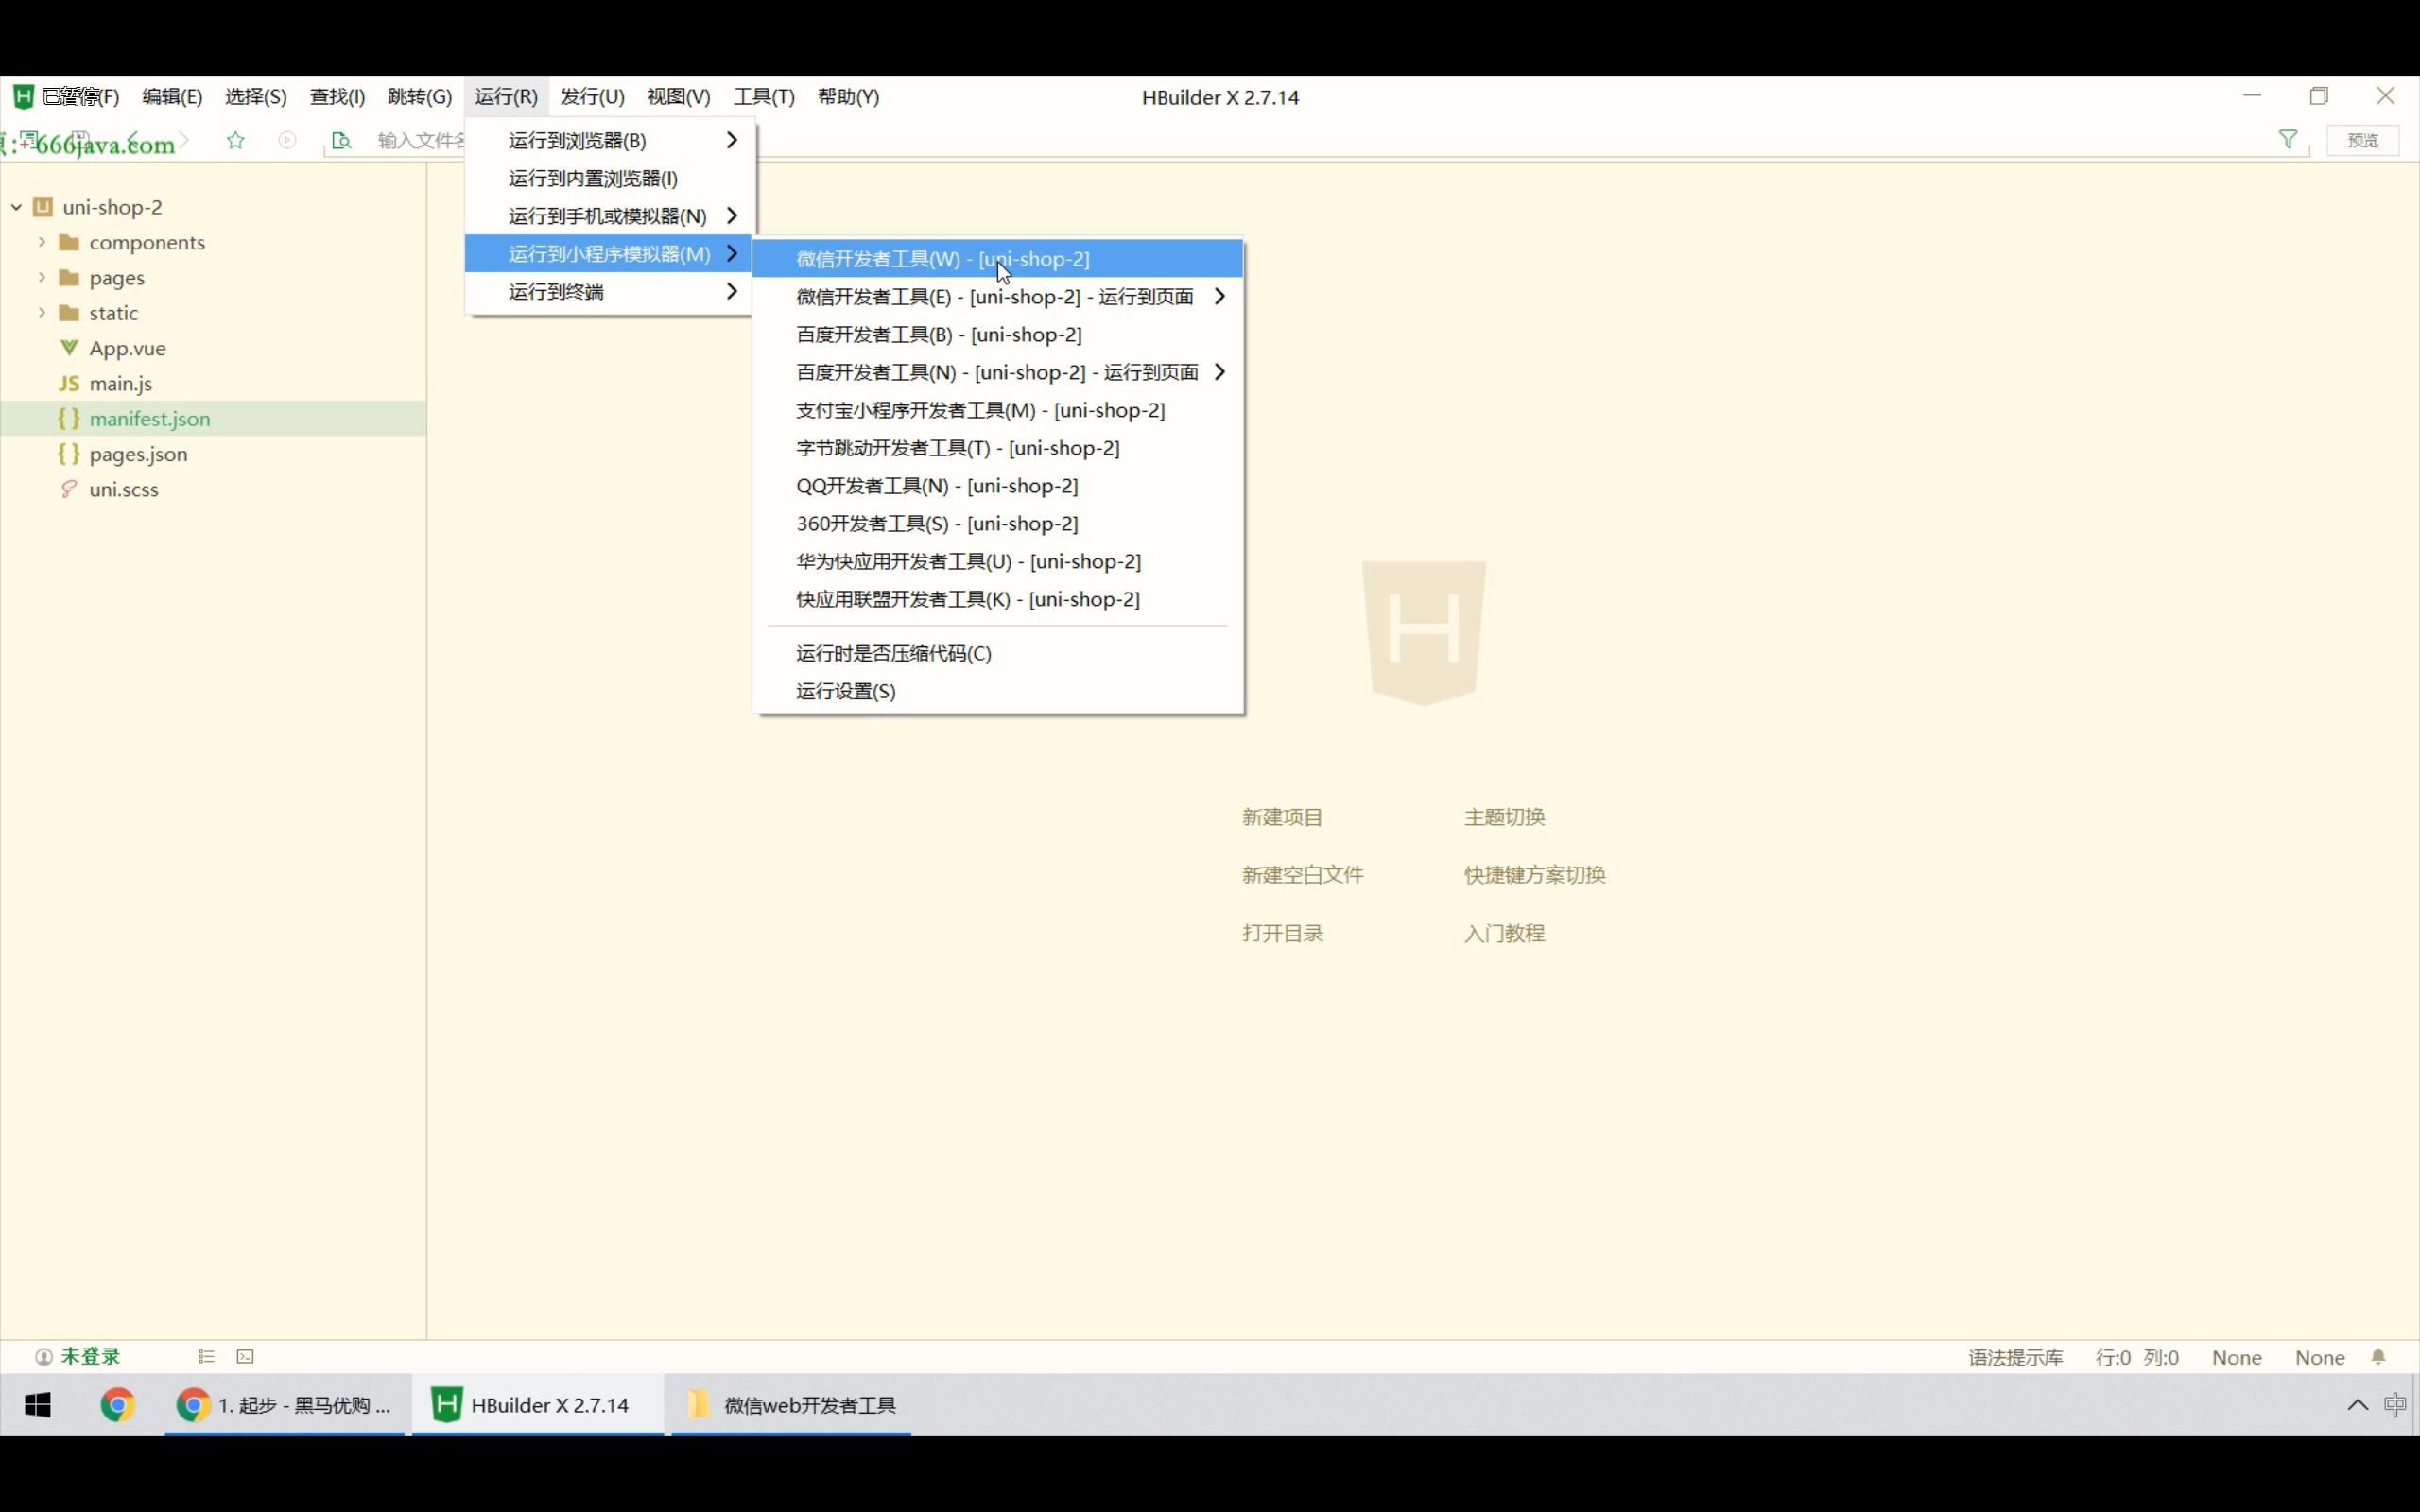 已暂停(F) 编辑(E) 选择(S) 查找(I) 跳转(G) 运行(R) 发行(U) 视图(V) 工具(T) 帮助(Y) HBuilder X 2.7.14
666java.com 输入文件名 预览
运行到浏览器(B)
运行到内置浏览器(I)
运行到手机或模拟器(N)
运行到小程序模拟器(M)
运行到终端
微信开发者工具(W) - [uni-shop-2]
微信开发者工具(E) - [uni-shop-2] - 运行到页面
百度开发者工具(B) - [uni-shop-2]
百度开发者工具(N) - [uni-shop-2] - 运行到页面
支付宝小程序开发者工具(M) - [uni-shop-2]
字节跳动开发者工具(T) - [uni-shop-2]
QQ开发者工具(N) - [uni-shop-2]
360开发者工具(S) - [uni-shop-2]
华为快应用开发者工具(U) - [uni-shop-2]
快应用联盟开发者工具(K) - [uni-shop-2]
运行时是否压缩代码(C)
运行设置(S)
uni-shop-2
components
pages
static
App.vue
JS main.js
{ } manifest.json
{ } pages.json
uni.scss
H
新建项目 主题切换
新建空白文件 快捷键方案切换
打开目录 入门教程
未登录 语法提示库 行:0 列:0 None None
1. 起步 - 黑马优购 ... HBuilder X 2.7.14 微信web开发者工具 中